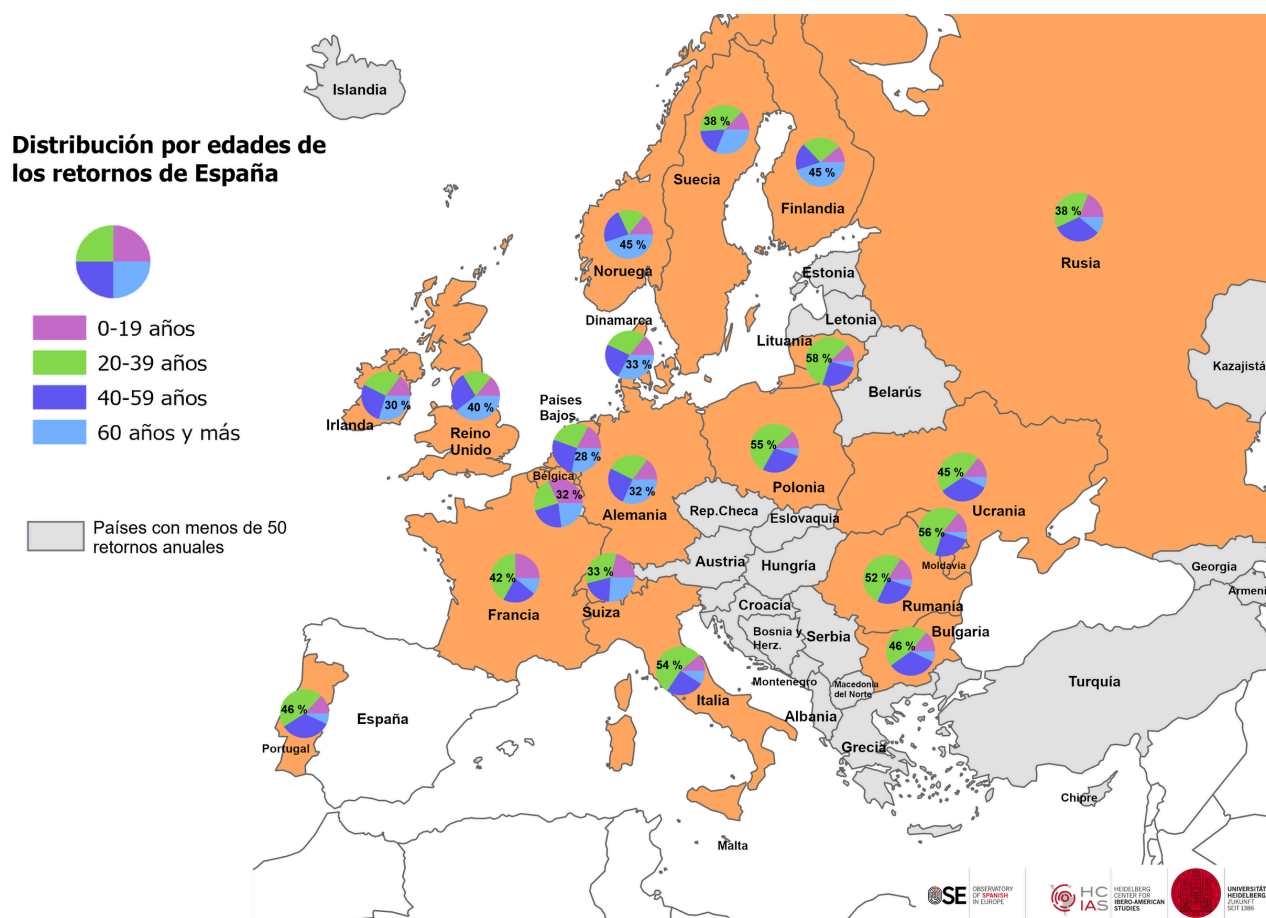 Islandia
Distribución por edades de
los retornos de España
0-19 años
20-39 años
40-59 años
60 años y más
Países con menos de 50
retornos anuales
38 %
Suecia
45 %
Finlandia
45 %
Noruega
38 %
Rusia
Estonia
Letonia
Lituania
58 %
Belarús
Kazajistá
Dinamarca
33 %
30 %
Irlanda
40 %
Reino
Unido
Países
Bajos
28 %
Bélgica
32 %
32 %
Alemania
55 %
Polonia
45 %
Ucrania
Rep.Checa
Eslovaquia
Austria
Hungría
56 %
Moldavia
52 %
Rumanía
42 %
Francia
33 %
Suiza
Croacia
Bosnia y
Herz.
Serbia
Bulgaria
46 %
Georgia
Armeni
54 %
Italia
Montenegro
Macedonia
del Norte
Albania
Grecia
Turquía
46 %
Portugal
España
Chipre
Malta
OSE
OBSERVATORY
OF SPANISH
IN EUROPE
HC
IAS
HEIDELBERG
CENTER FOR
IBERO-AMERICAN
STUDIES
UNIVERSITÄT
HEIDELBERG
ZUKUNFT
SEIT 1386